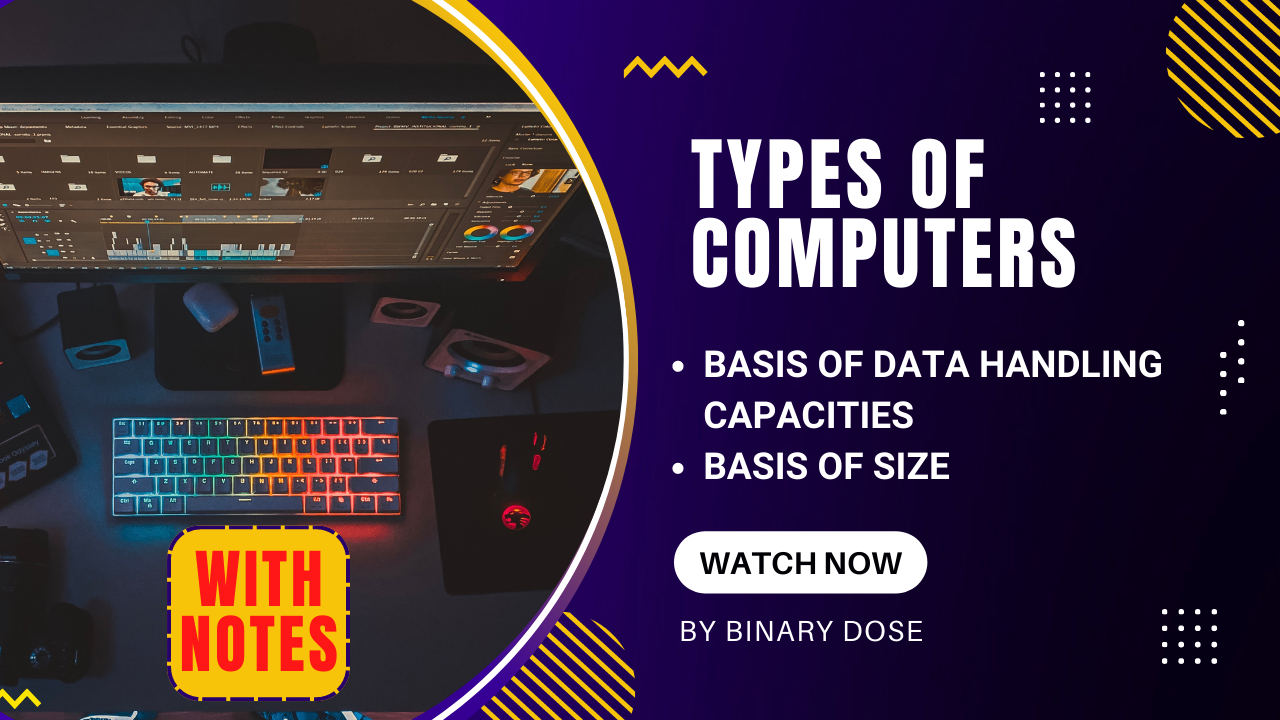 TYPES OF
COMPUTERS
• BASIS OF DATA HANDLING
CAPACITIES
• BASIS OF SIZE
WATCH NOW
BY BINARY DOSE
WITH
NOTES